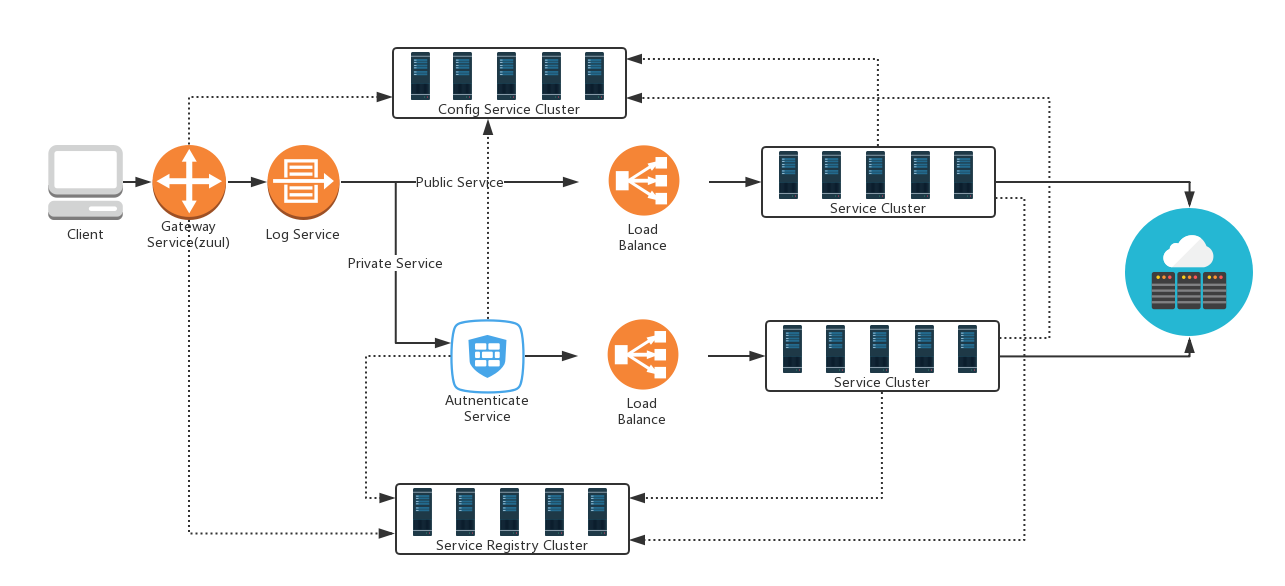 Config Service Cluster
Client
Gateway
Service(zuul)
Log Service
Public Service
Load
Balance
Service Cluster
Private Service
Autnenticate
Service
Load
Balance
Service Cluster
Service Registry Cluster